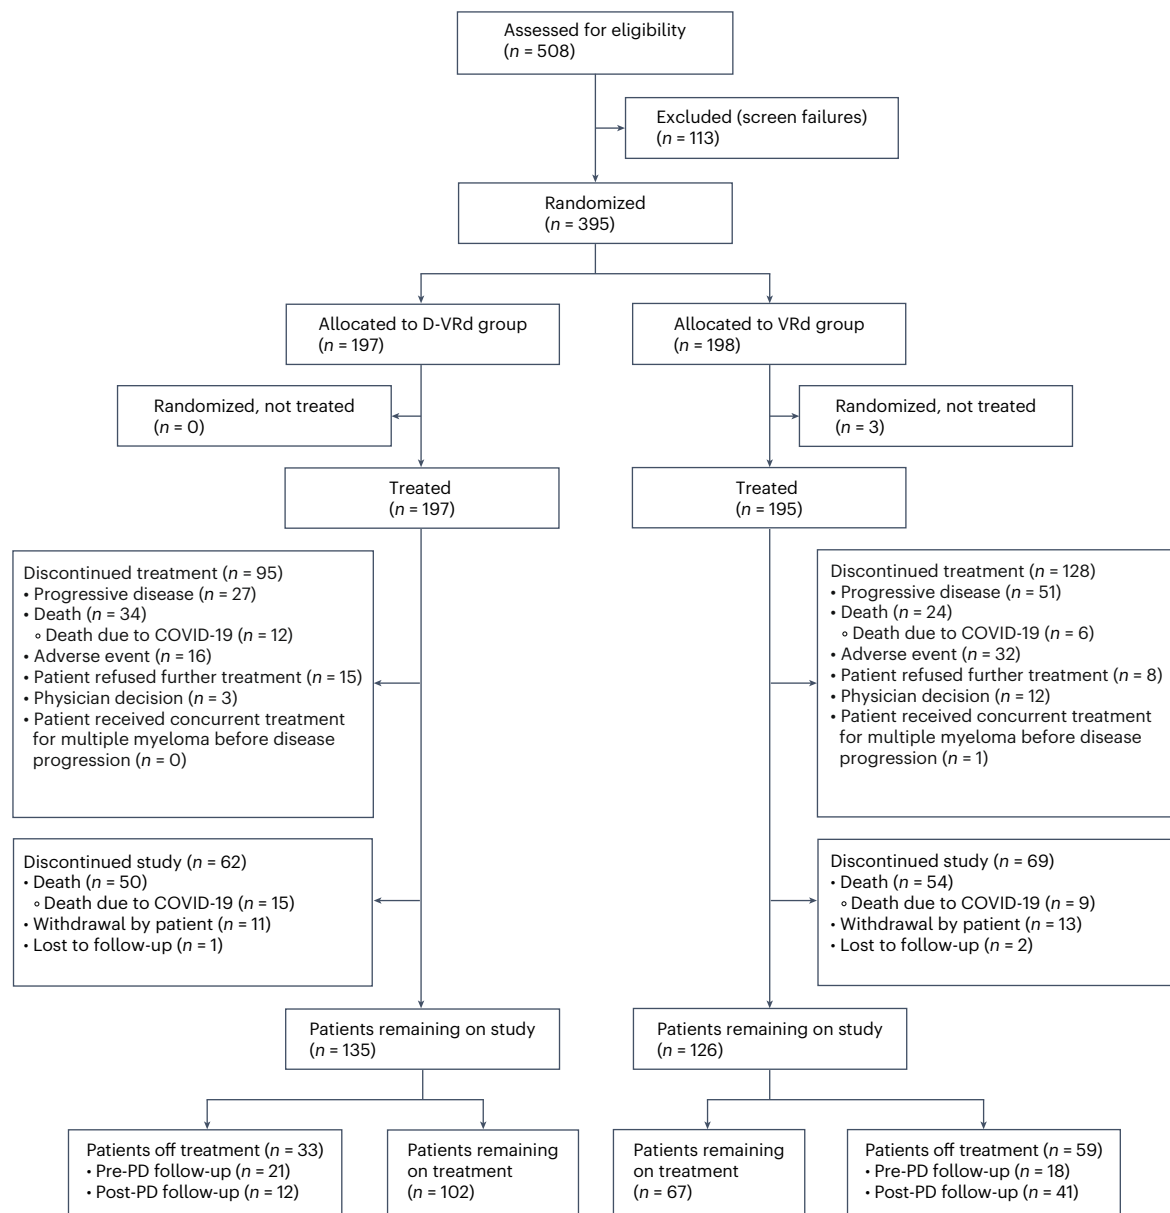 Assessed for eligibility
(n = 508)
Excluded (screen failures)
(n = 113)
Randomized
(n = 395)
Allocated to D-VRd group
(n = 197)
Allocated to VRd group
(n = 198)
Randomized, not treated
(n = 0)
Randomized, not treated
(n = 3)
Treated
(n = 197)
Treated
(n = 195)
Discontinued treatment (n = 95)
• Progressive disease (n = 27)
• Death (n = 34)
◦ Death due to COVID-19 (n = 12)
• Adverse event (n = 16)
• Patient refused further treatment (n = 15)
• Physician decision (n = 3)
• Patient received concurrent treatment
for multiple myeloma before disease
progression (n = 0)
Discontinued treatment (n = 128)
• Progressive disease (n = 51)
• Death (n = 24)
◦ Death due to COVID-19 (n = 6)
• Adverse event (n = 32)
• Patient refused further treatment (n = 8)
• Physician decision (n = 12)
• Patient received concurrent treatment
for multiple myeloma before disease
progression (n = 1)
Discontinued study (n = 62)
• Death (n = 50)
◦ Death due to COVID-19 (n = 15)
• Withdrawal by patient (n = 11)
• Lost to follow-up (n = 1)
Discontinued study (n = 69)
• Death (n = 54)
◦ Death due to COVID-19 (n = 9)
• Withdrawal by patient (n = 13)
• Lost to follow-up (n = 2)
Patients remaining on study
(n = 135)
Patients remaining on study
(n = 126)
Patients off treatment (n = 33)
• Pre-PD follow-up (n = 21)
• Post-PD follow-up (n = 12)
Patients remaining
on treatment
(n = 102)
Patients remaining
on treatment
(n = 67)
Patients off treatment (n = 59)
• Pre-PD follow-up (n = 18)
• Post-PD follow-up (n = 41)